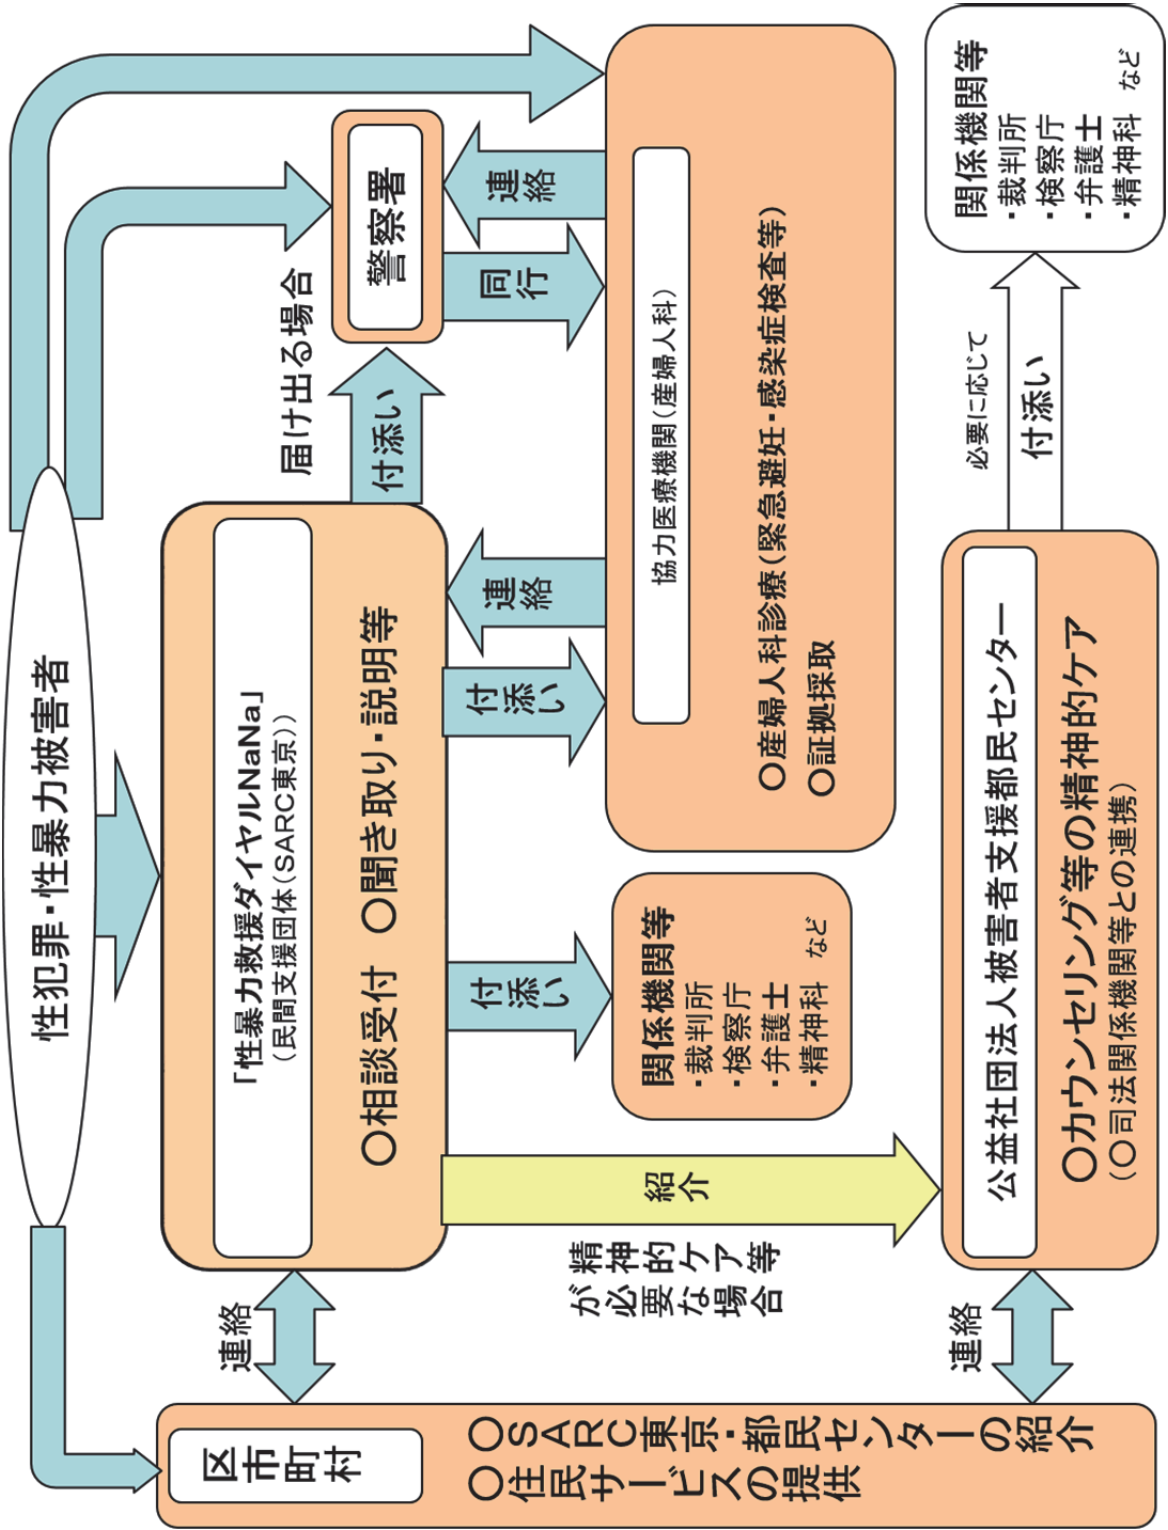 性犯罪・性暴力被害者
区市町村
〇SARC東京・都民センターの紹介
〇住民サービスの提供
連絡
「性暴力救援ダイヤルNaNa」
（民間支援団体（SARC東京））
〇相談受付　〇聞き取り・説明等
届け出る場合
付添い
警察署
同行
連絡
付添い
連絡
付添い
協力医療機関（産婦人科）
〇産婦人科診療（緊急避妊・感染症検査等）
〇証拠採取
関係機関等
・裁判所
・検察庁
・弁護士
・精神科　など
紹介
精神的ケア等
が必要な場合
連絡
公益社団法人被害者支援都民センター
〇カウンセリング等の精神的ケア
（〇司法関係機関等との連携）
必要に応じて
付添い
関係機関等
・裁判所
・検察庁
・弁護士
・精神科　など